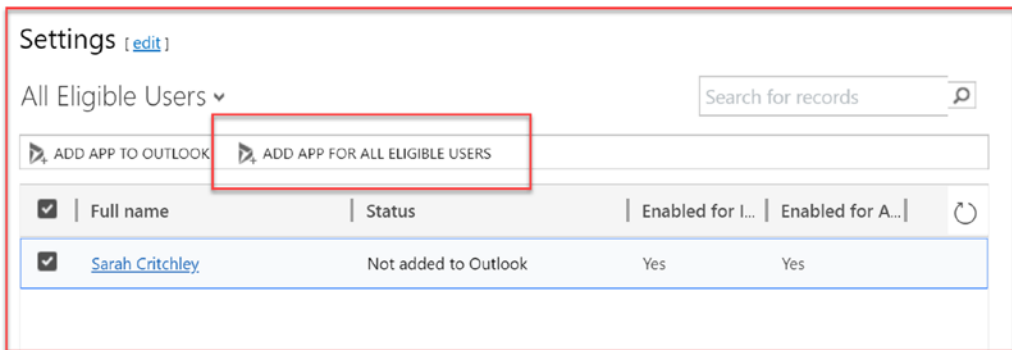 Settings [ edit ]
All Eligible Users
Search for records
ADD APP TO OUTLOOK ADD APP FOR ALL ELIGIBLE USERS
Full name Status Enabled for I... Enabled for A...
Sarah Critchley Not added to Outlook Yes Yes